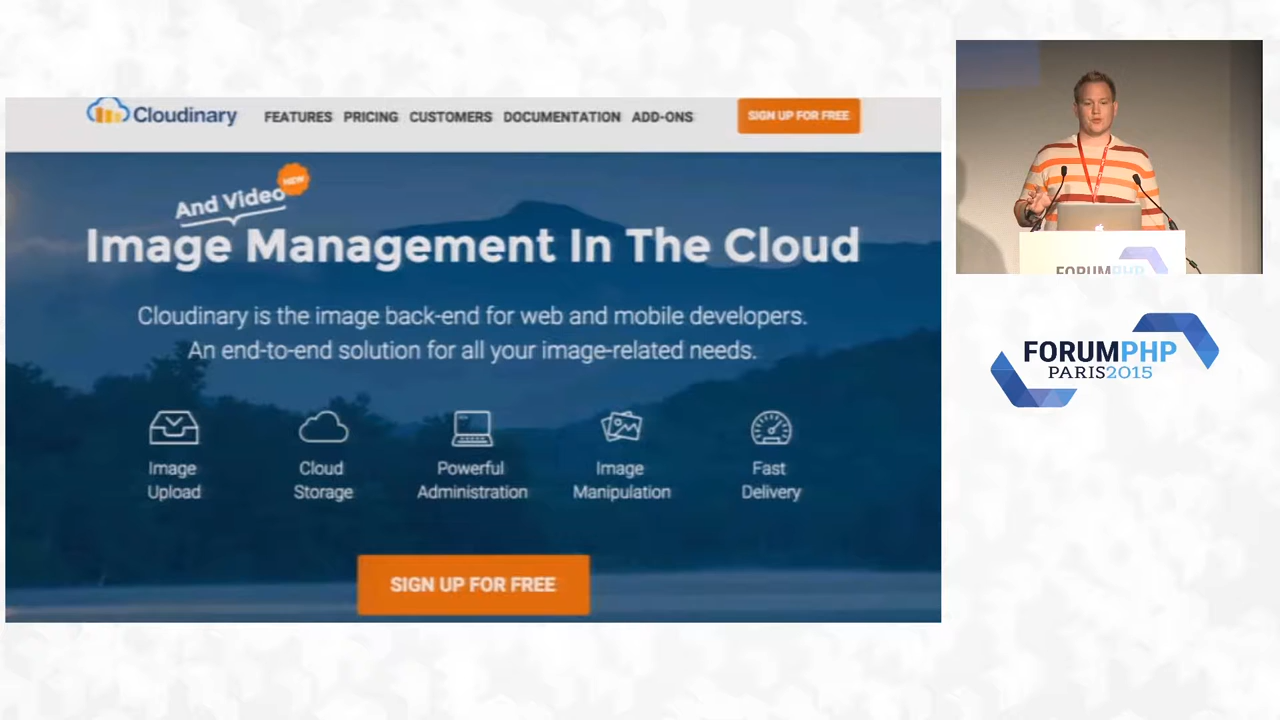 Cloudinary
FEATURES PRICING CUSTOMERS DOCUMENTATION ADD-ONS
SIGN UP FOR FREE
And Video
NEW
Image Management In The Cloud
Cloudinary is the image back-end for web and mobile developers.
An end-to-end solution for all your image-related needs.
Image
Upload
Cloud
Storage
Powerful
Administration
Image
Manipulation
Fast
Delivery
SIGN UP FOR FREE
FORUMPHP
FORUMPHP
PARIS2015